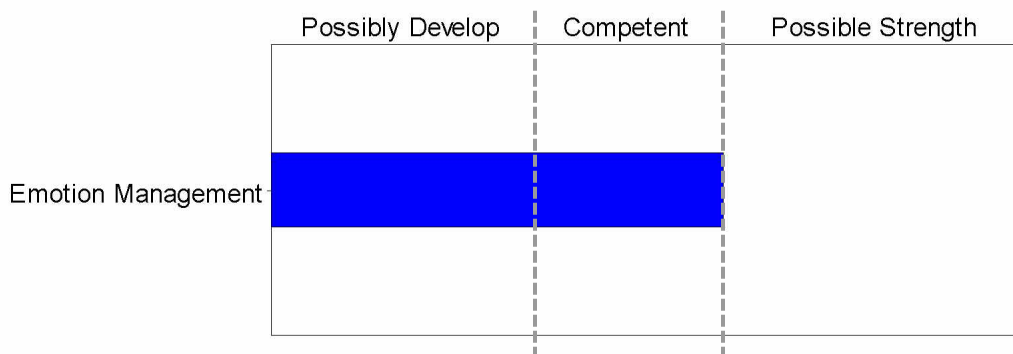 Possibly Develop Competent Possible Strength
Emotion Management